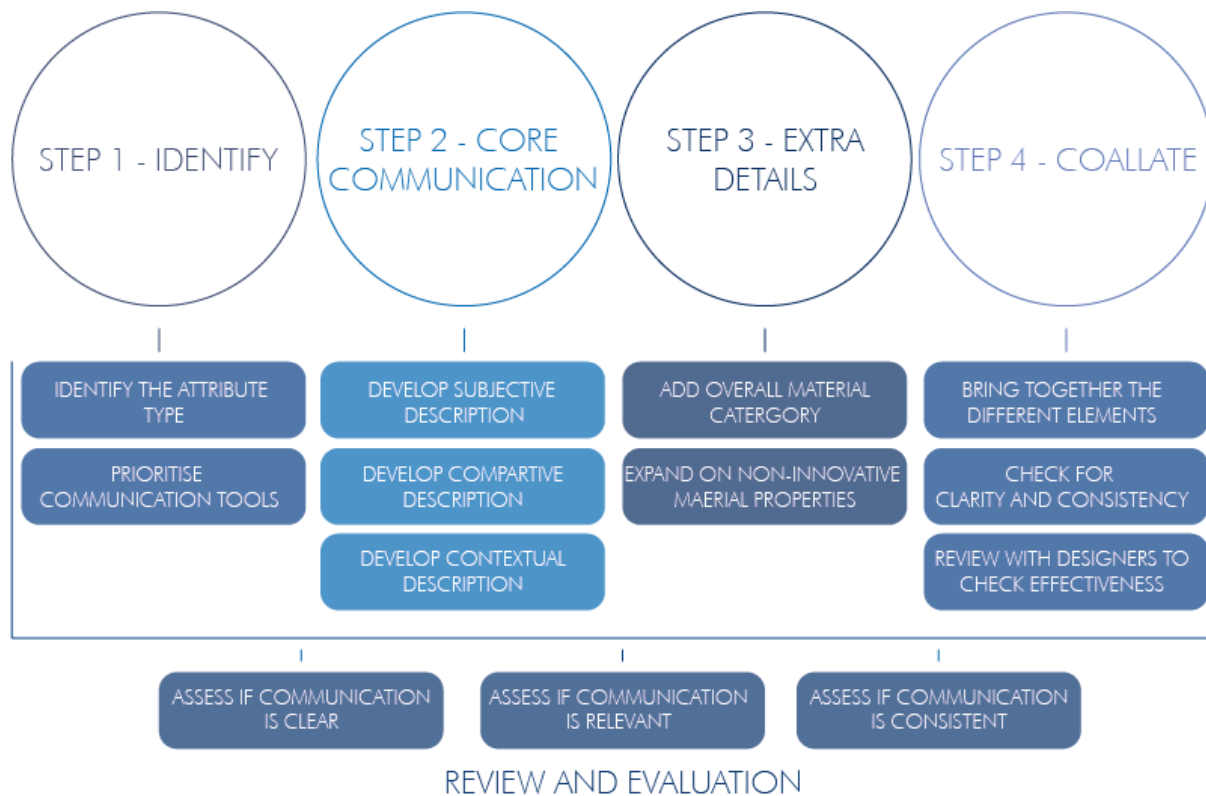 STEP 1 - IDENTIFY
STEP 2 - CORE
COMMUNICATION
STEP 3 - EXTRA
DETAILS
STEP 4 - COALLATE
IDENTIFY THE ATTRIBUTE
TYPE
PRIORITISE
COMMUNICATION TOOLS
DEVELOP SUBJECTIVE
DESCRIPTION
DEVELOP COMPARTIVE
DESCRIPTION
DEVELOP CONTEXTUAL
DESCRIPTION
ADD OVERALL MATERIAL
CATERGORY
EXPAND ON NON-INNOVATIVE
MAERIAL PROPERTIES
BRING TOGETHER THE
DIFFERENT ELEMENTS
CHECK FOR
CLARITY AND CONSISTENCY
REVIEW WITH DESIGNERS TO
CHECK EFFECTIVENESS
ASSESS IF COMMUNICATION
IS CLEAR
ASSESS IF COMMUNICATION
IS RELEVANT
ASSESS IF COMMUNICATION
IS CONSISTENT
REVIEW AND EVALUATION